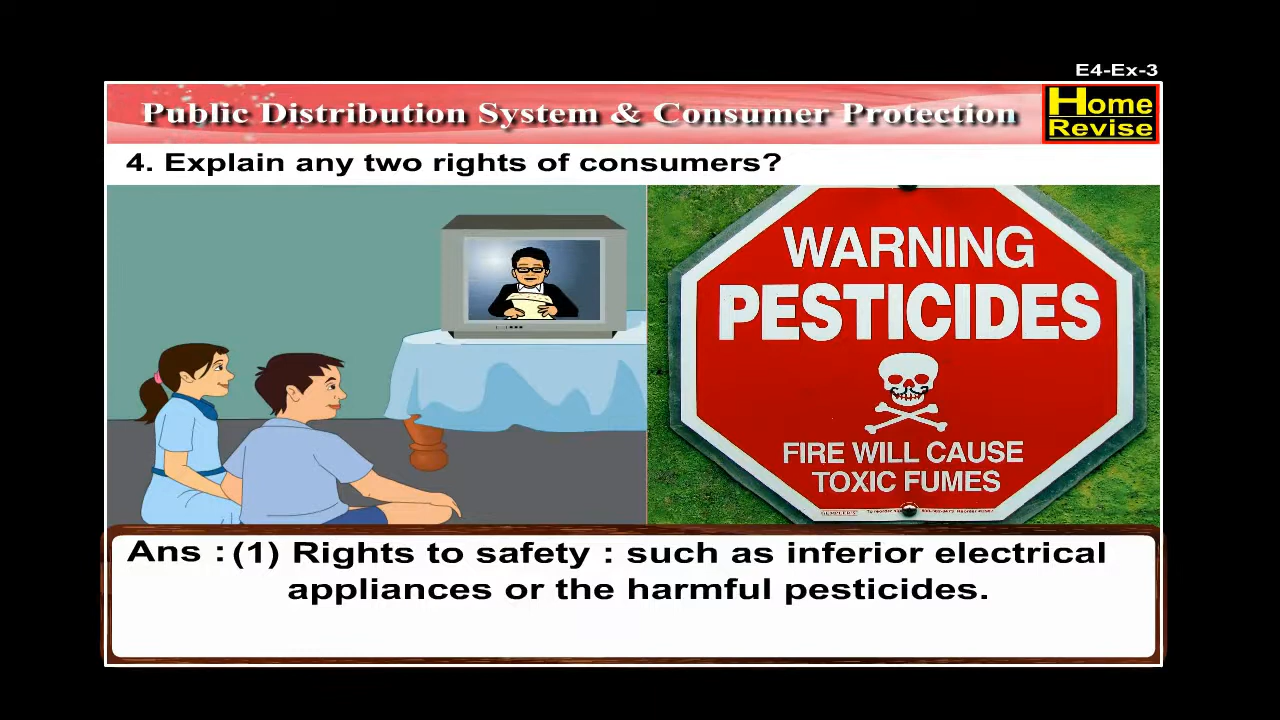 E4-Ex-3
Public Distribution System & Consumer Protection
Home
Revise
4. Explain any two rights of consumers?
WARNING
PESTICIDES
FIRE WILL CAUSE
TOXIC FUMES
Ans : (1) Rights to safety : such as inferior electrical
appliances or the harmful pesticides.